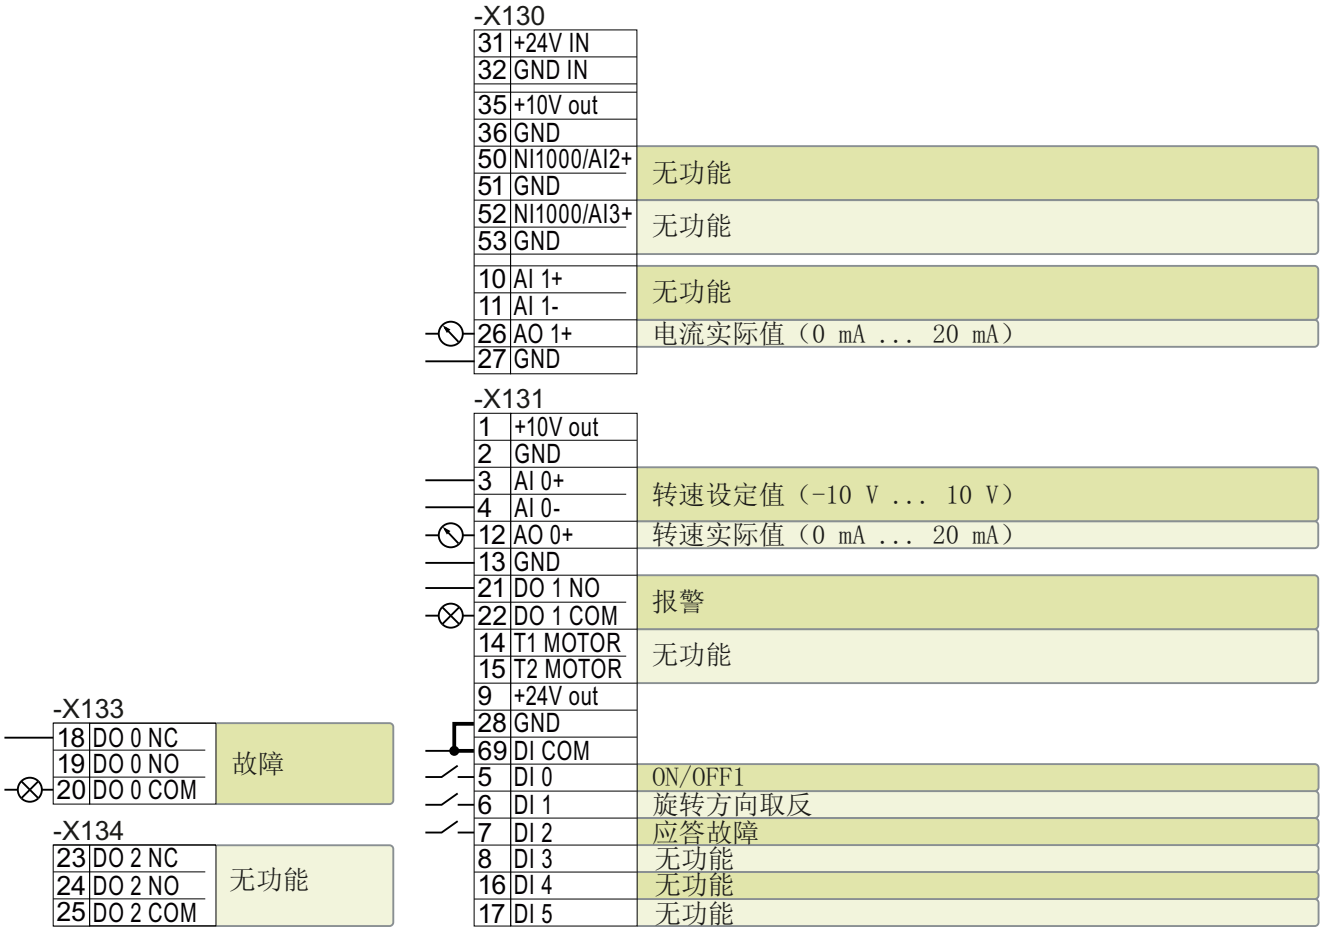 -X130
31 +24V IN
32 GND IN
35 +10V out
36 GND
50 NI1000/AI2+
无功能
51 GND
52 NI1000/AI3+
无功能
53 GND
10 AI 1+
无功能
11 AI 1-
26 AO 1+ 电流实际值（0 mA ... 20 mA）
27 GND
-X131
1 +10V out
2 GND
3 AI 0+
转速设定值（-10 V ... 10 V）
4 AI 0-
12 AO 0+ 转速实际值（0 mA ... 20 mA）
13 GND
21 DO 1 NO
报警
22 DO 1 COM
14 T1 MOTOR
无功能
15 T2 MOTOR
9 +24V out
28 GND
69 DI COM
5 DI 0 ON/OFF1
6 DI 1 旋转方向取反
7 DI 2 应答故障
8 DI 3 无功能
16 DI 4 无功能
17 DI 5 无功能
-X133
18 DO 0 NC
19 DO 0 NO 故障
20 DO 0 COM
-X134
23 DO 2 NC
24 DO 2 NO 无功能
25 DO 2 COM